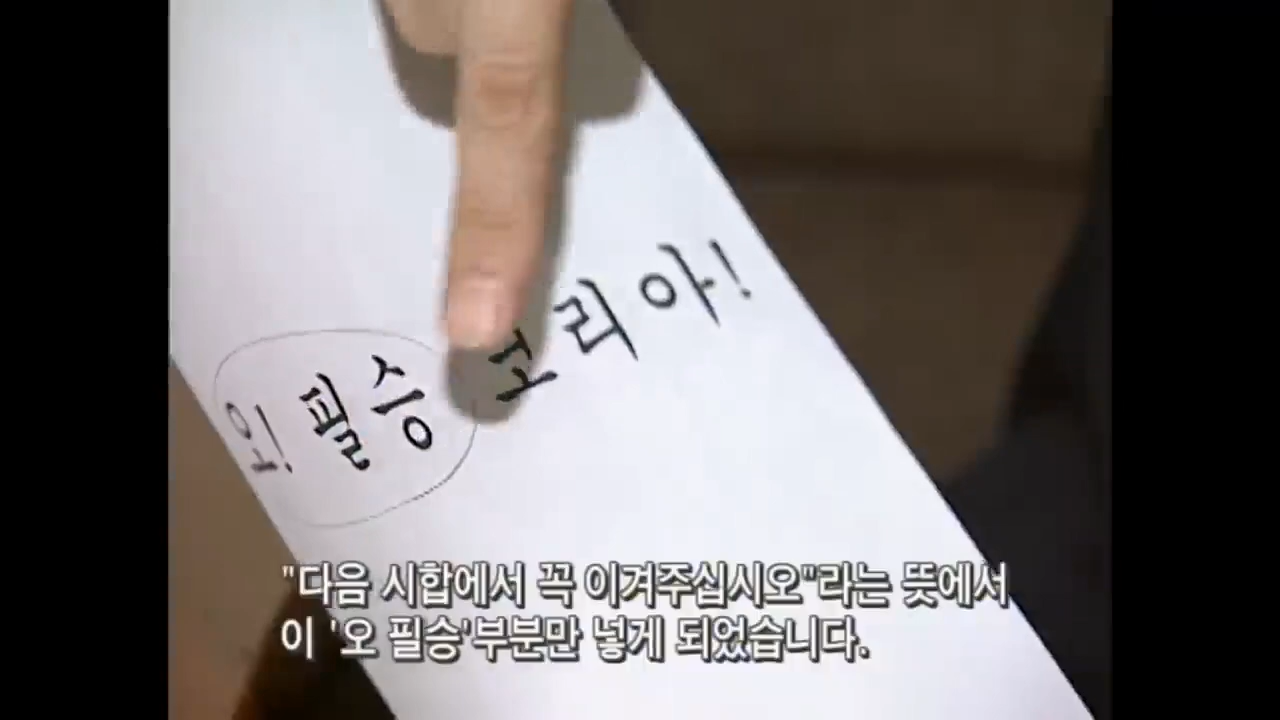 오! 필승 코리아!
"다음 시합에서 꼭 이겨주십시오"라는 뜻에서
이 '오 필승'부분만 넣게 되었습니다.